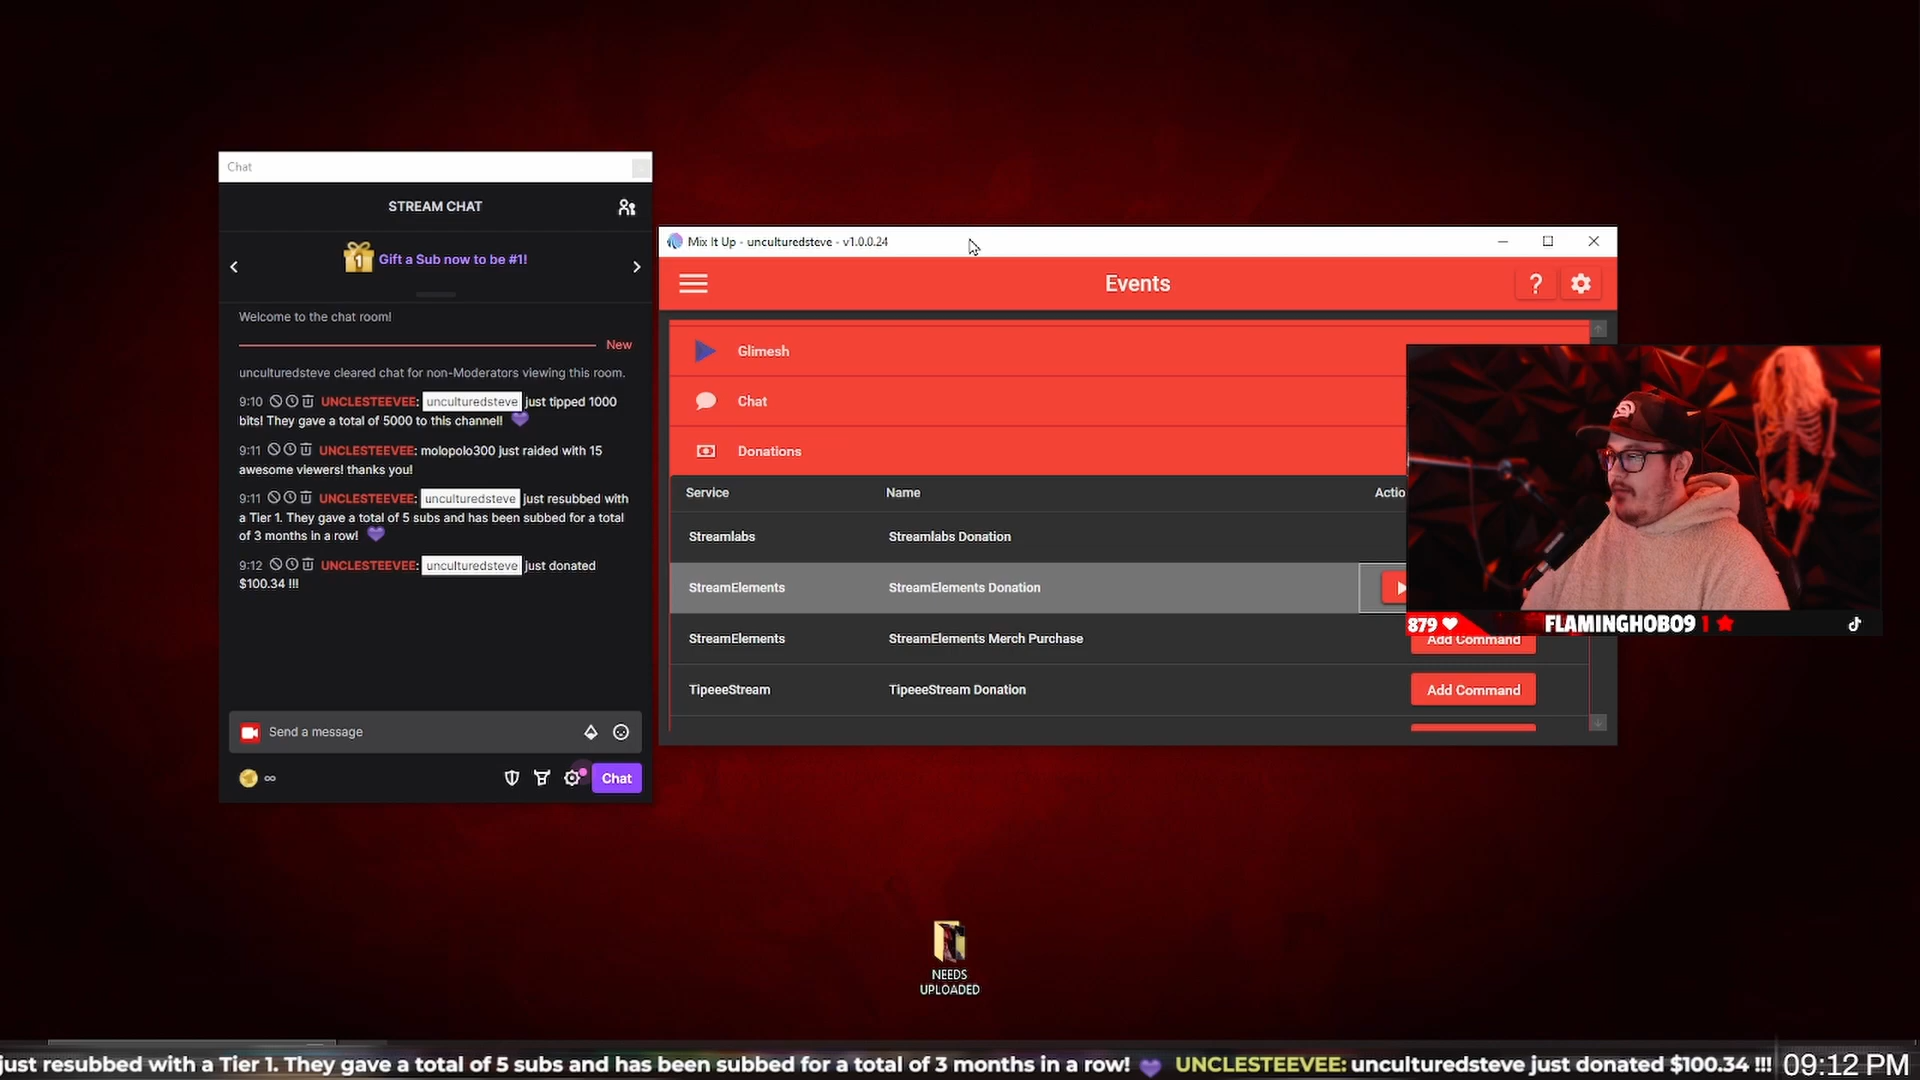 Chat
STREAM CHAT
1
Gift a Sub now to be #1!
Welcome to the chat room!
New
unculturedsteve cleared chat for non-Moderators viewing this room.
9:10 UNCLESTEEVEE: unculturedsteve just tipped 1000
bits! They gave a total of 5000 to this channel!
9:11 UNCLESTEEVEE: molopolo300 just raided with 15
awesome viewers! thanks you!
9:11 UNCLESTEEVEE: unculturedsteve just resubbed with
a Tier 1. They gave a total of 5 subs and has been subbed for a total
of 3 months in a row!
9:12 UNCLESTEEVEE: unculturedsteve just donated
$100.34 !!!
Send a message
∞
Chat
Mix It Up - unculturedsteve - v1.0.0.24
Events
?
Glimesh
Chat
Donations
Service Name Actio
Streamlabs Streamlabs Donation
StreamElements StreamElements Donation
StreamElements StreamElements Merch Purchase
Add Command
TipeeeStream TipeeeStream Donation
Add Command
879
FLAMINGHOBO9 1
NEEDS
UPLOADED
just resubbed with a Tier 1. They gave a total of 5 subs and has been subbed for a total of 3 months in a row! UNCLESTEEVEE: unculturedsteve just donated $100.34 !!!
09:12 PM